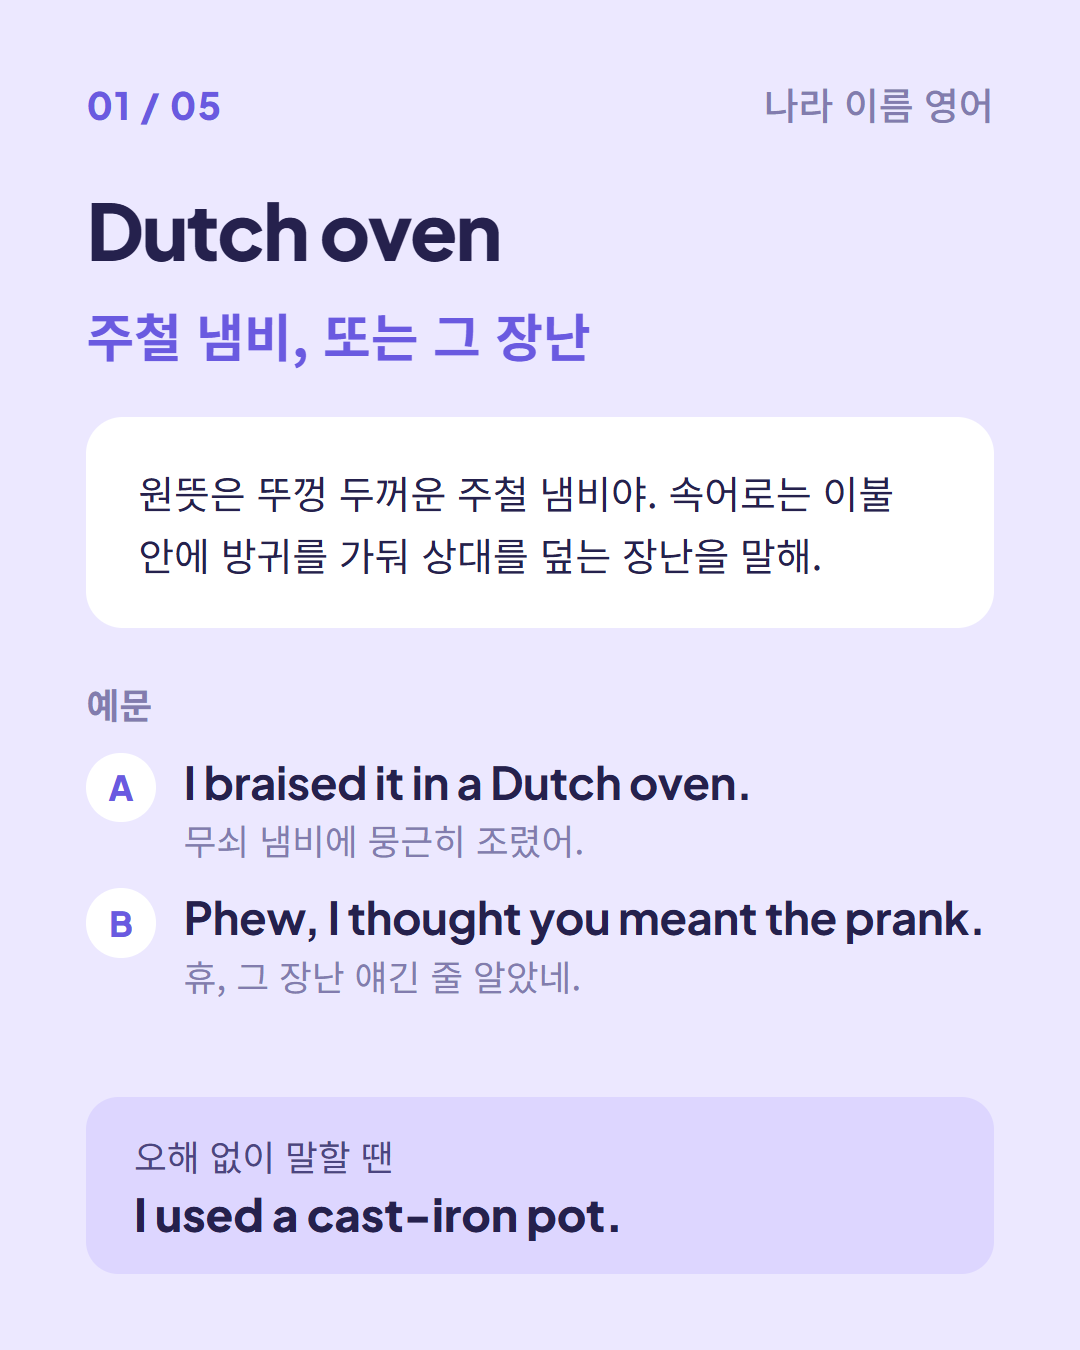 01 / 05
나라 이름 영어
Dutch oven
주철 냄비, 또는 그 장난
원뜻은 뚜껑 두꺼운 주철 냄비야. 속어로는 이불
안에 방귀를 가둬 상대를 덮는 장난을 말해.
예문
A
I braised it in a Dutch oven.
무쇠 냄비에 뭉근히 조렸어.
B
Phew, I thought you meant the prank.
휴, 그 장난 얘긴 줄 알았네.
오해 없이 말할 땐
I used a cast-iron pot.